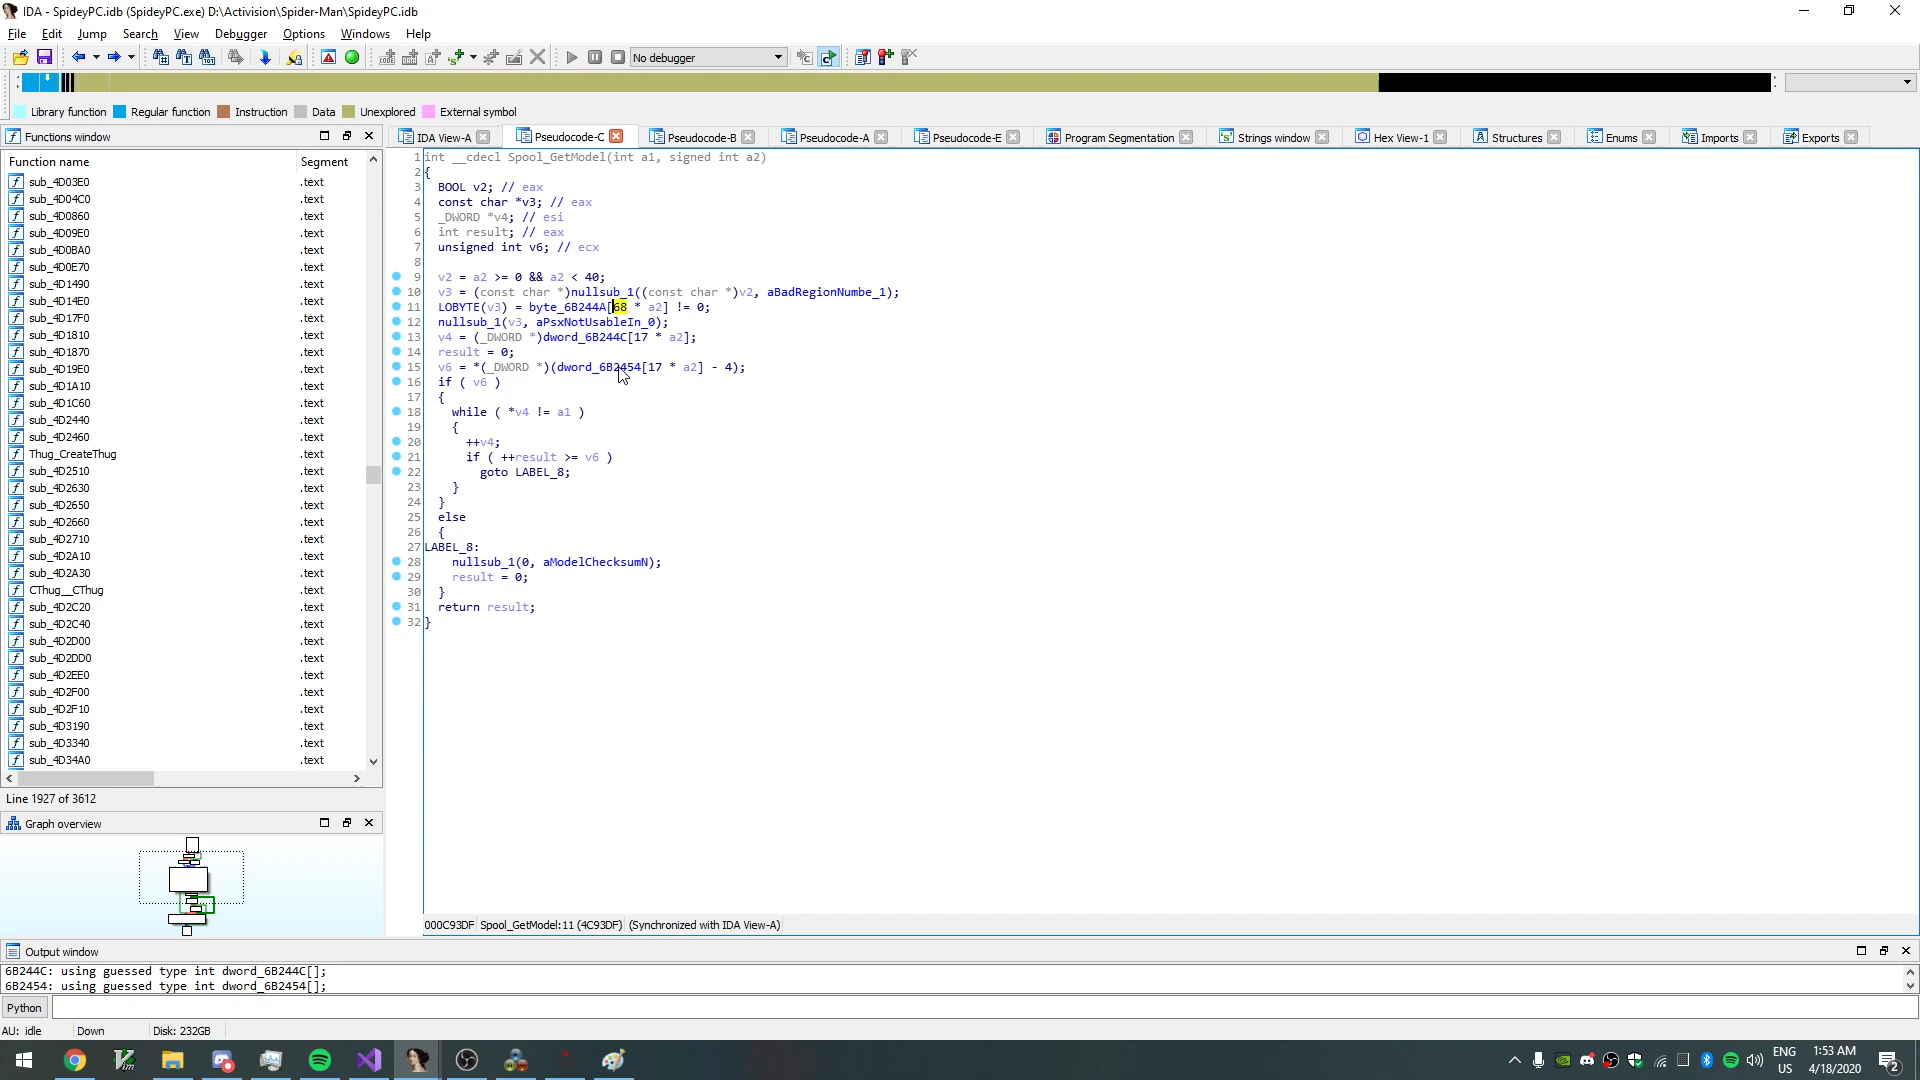 IDA - SpideyPC.idb (SpideyPC.exe) D:\Activision\Spider-Man\SpideyPC.idb
File Edit Jump Search View Debugger Options Windows Help
No debugger
Library function Regular function Instruction Data Unexplored External symbol
Functions window
IDA View-A Pseudocode-C Pseudocode-B Pseudocode-A Pseudocode-E Program Segmentation Strings window Hex View-1 Structures Enums Imports Exports
Function name Segment
sub_4D03E0 .text
sub_4D04C0 .text
sub_4D0860 .text
sub_4D09E0 .text
sub_4D0BA0 .text
sub_4D0E70 .text
sub_4D1490 .text
sub_4D14E0 .text
sub_4D17F0 .text
sub_4D1810 .text
sub_4D1870 .text
sub_4D19E0 .text
sub_4D1A10 .text
sub_4D1C60 .text
sub_4D2440 .text
sub_4D2460 .text
Thug_CreateThug .text
sub_4D2510 .text
sub_4D2630 .text
sub_4D2650 .text
sub_4D2660 .text
sub_4D2710 .text
sub_4D2A10 .text
sub_4D2A30 .text
CThug__CThug .text
sub_4D2C20 .text
sub_4D2C40 .text
sub_4D2D00 .text
sub_4D2DD0 .text
sub_4D2EE0 .text
sub_4D2F00 .text
sub_4D2F10 .text
sub_4D3190 .text
sub_4D3340 .text
sub_4D34A0 .text
Line 1927 of 3612
Graph overview
1 int __cdecl Spool_GetModel(int a1, signed int a2)
2 {
3 BOOL v2; // eax
4 const char *v3; // eax
5 _DWORD *v4; // esi
6 int result; // eax
7 unsigned int v6; // ecx
8
9 v2 = a2 >= 0 && a2 < 40;
10 v3 = (const char *)nullsub_1((const char *)v2, aBadRegionNumbe_1);
11 LOBYTE(v3) = byte_6B244A[68 * a2] != 0;
12 nullsub_1(v3, aPsxNotUsableIn_0);
13 v4 = (_DWORD *)dword_6B244C[17 * a2];
14 result = 0;
15 v6 = *(_DWORD *)(dword_6B2454[17 * a2] - 4);
16 if ( v6 )
17 {
18 while ( *v4 != a1 )
19 {
20 ++v4;
21 if ( ++result >= v6 )
22 goto LABEL_8;
23 }
24 }
25 else
26 {
27 LABEL_8:
28 nullsub_1(0, aModelChecksumN);
29 result = 0;
30 }
31 return result;
32 }
000C93DF Spool_GetModel:11 (4C93DF) (Synchronized with IDA View-A)
Output window
6B244C: using guessed type int dword_6B244C[];
6B2454: using guessed type int dword_6B2454[];
Python
AU: idle Down Disk: 232GB
ENG
US
1:53 AM
4/18/2020
2